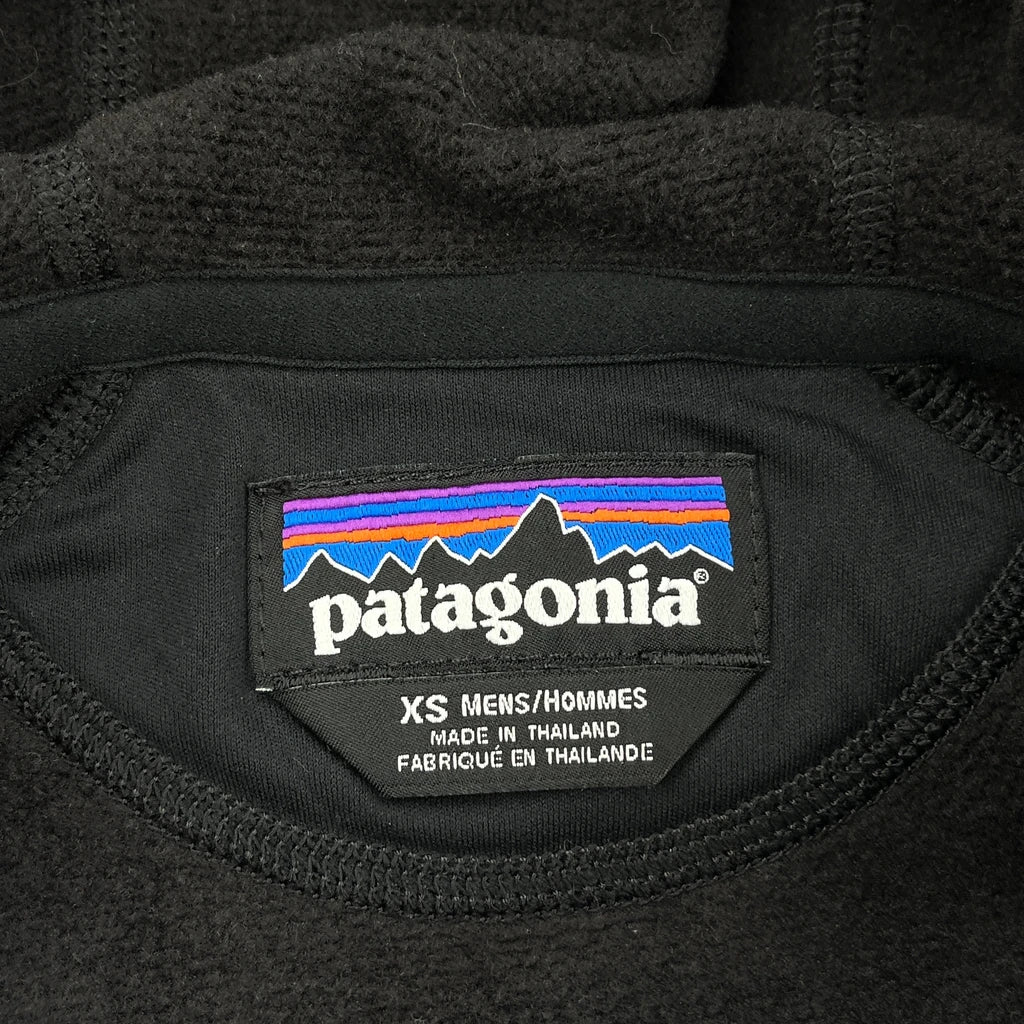 patagonia®
XS MENS/HOMMES
MADE IN THAILAND
FABRIQUÉ EN THAILANDE